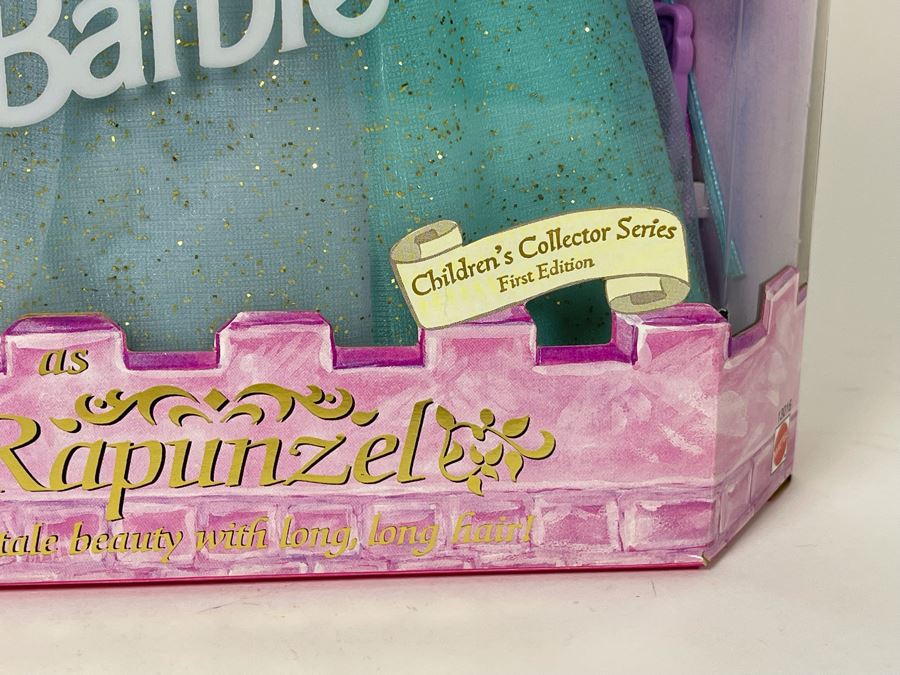 Barbie
Children's Collector Series
First Edition
as
Rapunzel
tale beauty with long, long hair!